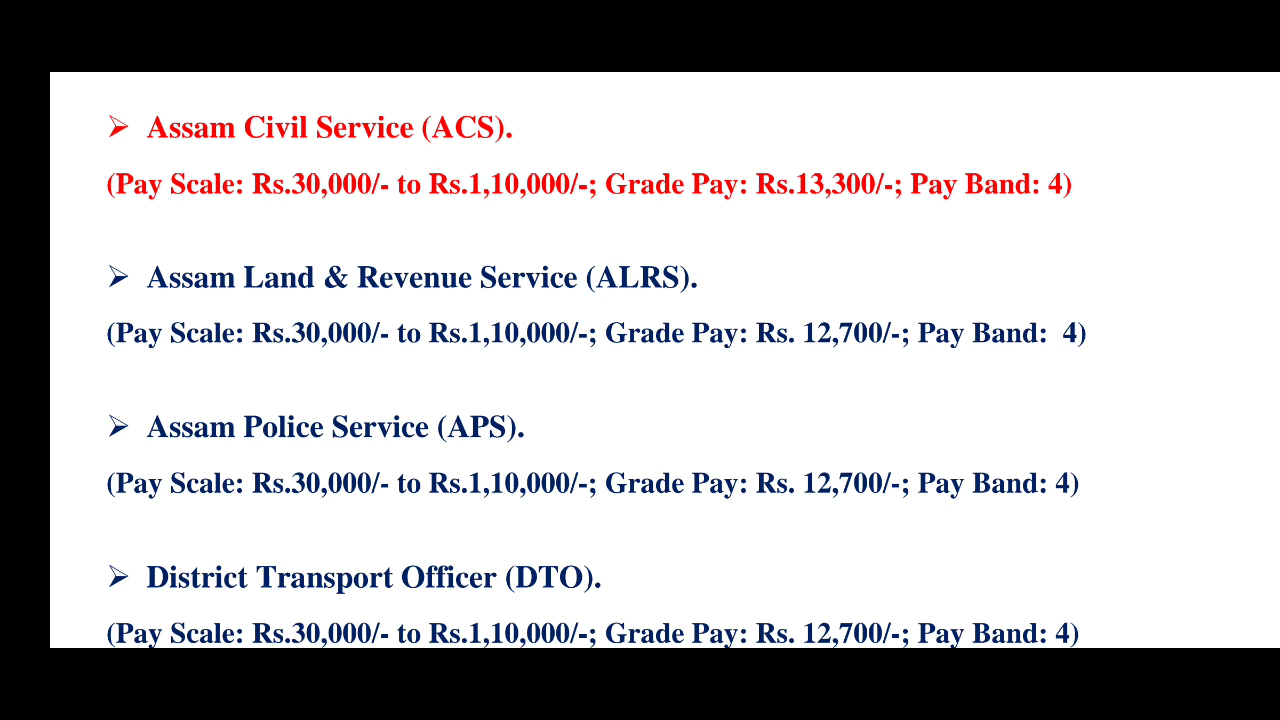 ➢ Assam Civil Service (ACS).
(Pay Scale: Rs.30,000/- to Rs.1,10,000/-; Grade Pay: Rs.13,300/-; Pay Band: 4)
➢ Assam Land & Revenue Service (ALRS).
(Pay Scale: Rs.30,000/- to Rs.1,10,000/-; Grade Pay: Rs. 12,700/-; Pay Band:  4)
➢ Assam Police Service (APS).
(Pay Scale: Rs.30,000/- to Rs.1,10,000/-; Grade Pay: Rs. 12,700/-; Pay Band: 4)
➢ District Transport Officer (DTO).
(Pay Scale: Rs.30,000/- to Rs.1,10,000/-; Grade Pay: Rs. 12,700/-; Pay Band: 4)